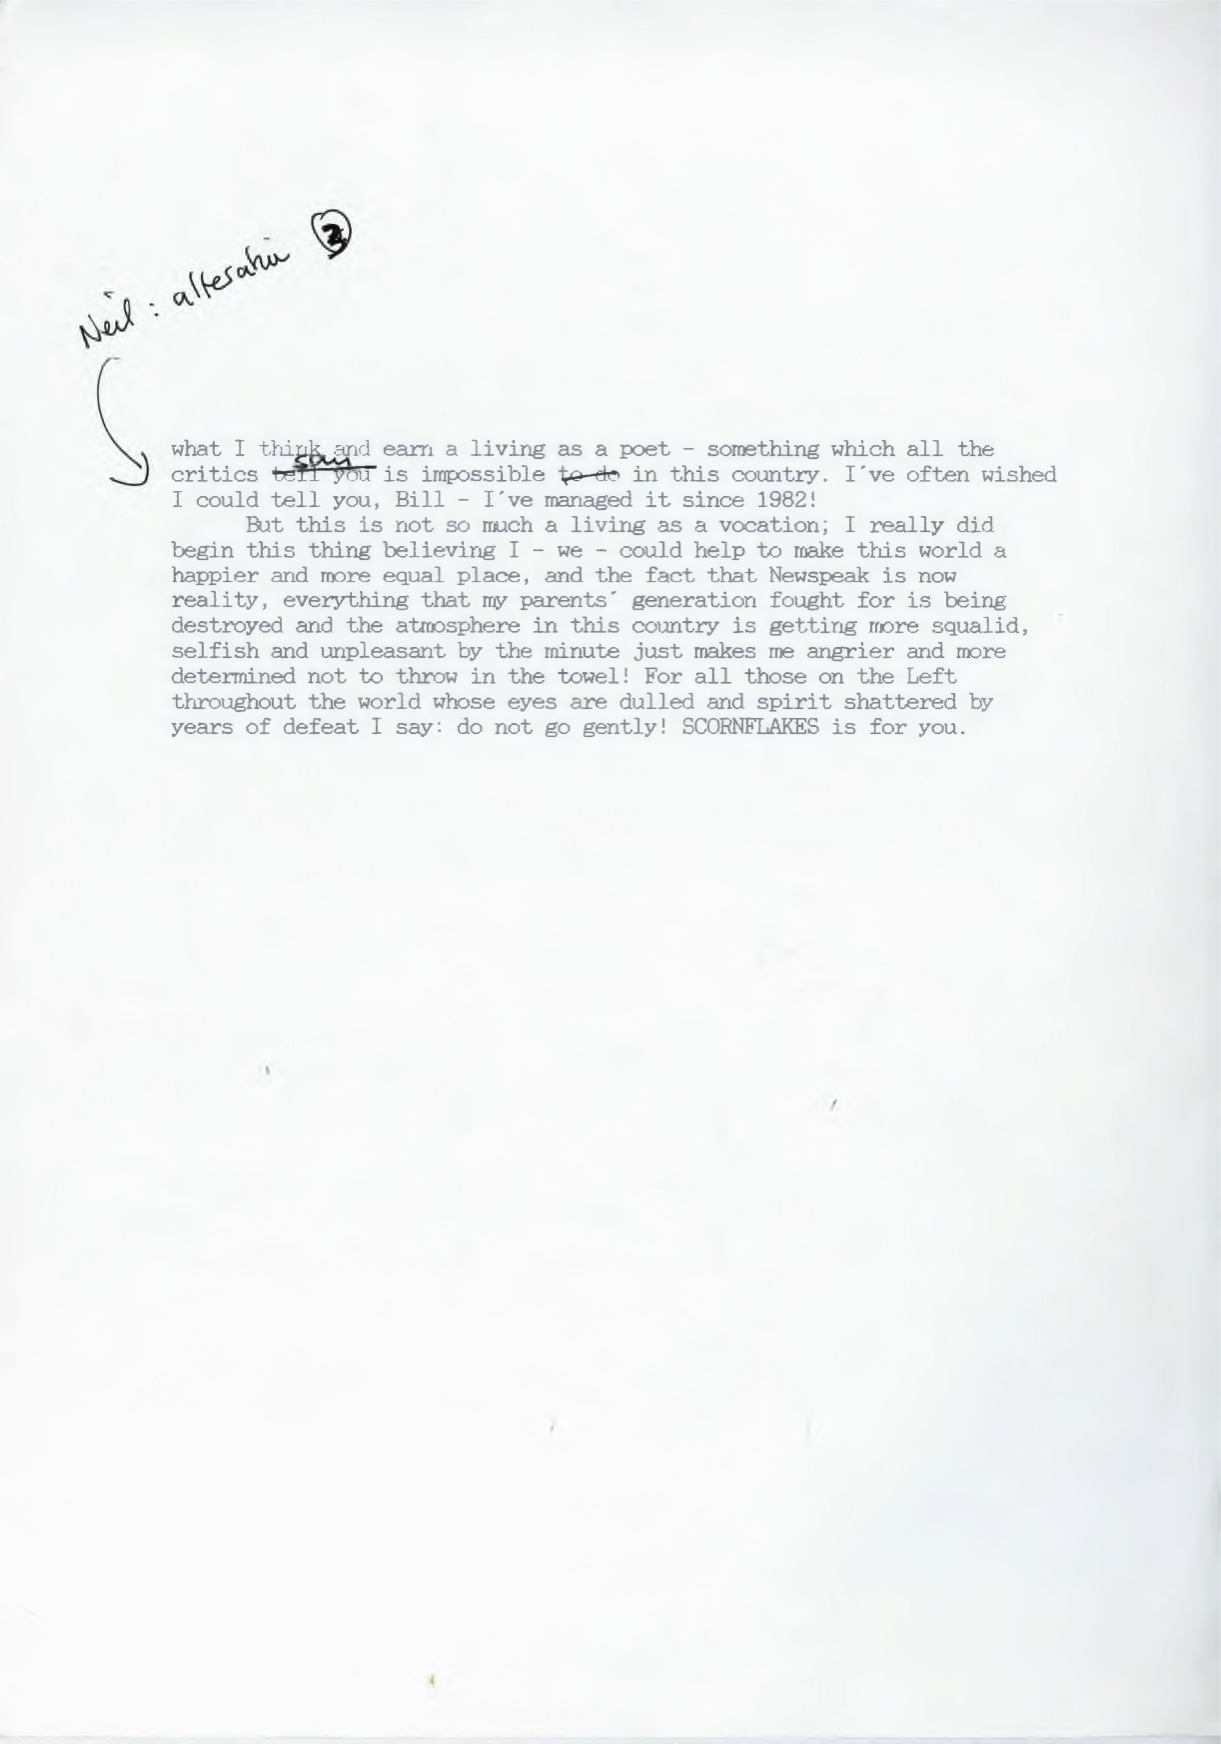 Neil : alteration 3
what I think and earn a living as a poet - something which all the
say
critics tell you is impossible to do in this country. I've often wished
I could tell you, Bill - I've managed it since 1982!
But this is not so much a living as a vocation; I really did
begin this thing believing I - we - could help to make this world a
happier and more equal place, and the fact that Newspeak is now
reality, everything that my parents' generation fought for is being
destroyed and the atmosphere in this country is getting more squalid,
selfish and unpleasant by the minute just makes me angrier and more
determined not to throw in the towel! For all those on the Left
throughout the world whose eyes are dulled and spirit shattered by
years of defeat I say: do not go gently! SCORNFLAKES is for you.